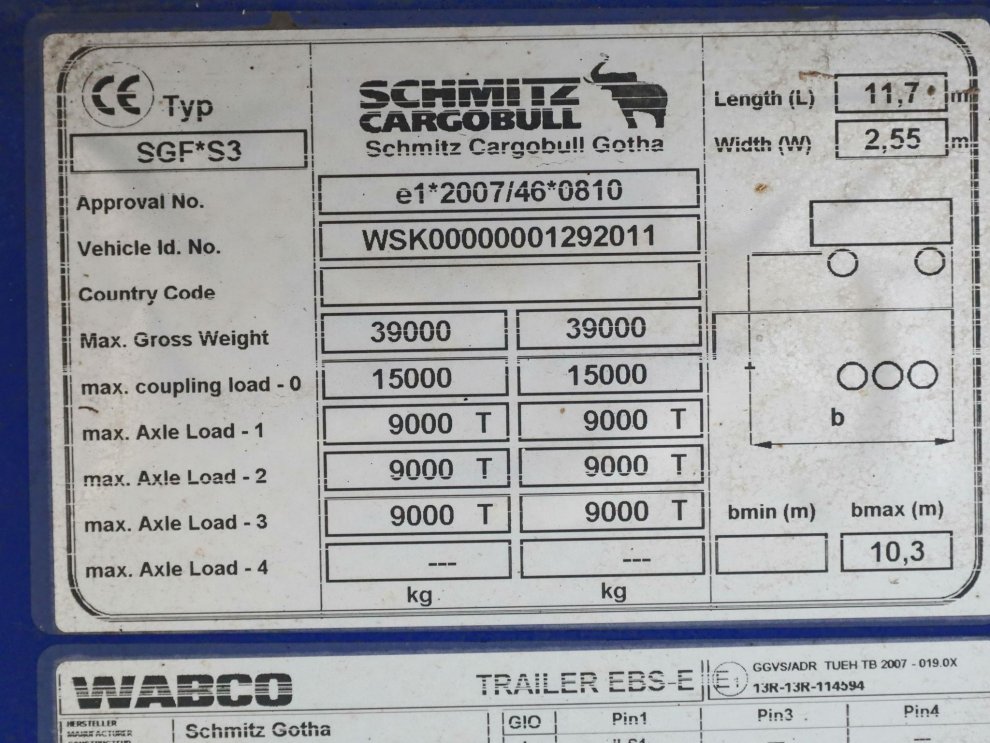 CE Typ
SGF*S3
SCHMITZ
CARGOBULL
Schmitz Cargobull Gotha
Length (L) 11,7 m
Width (W) 2,55 m
Approval No. e1*2007/46*0810
Vehicle Id. No. WSK00000001292011
Country Code
Max. Gross Weight 39000 39000
max. coupling load - 0 15000 15000
max. Axle Load - 1 9000 T 9000 T
max. Axle Load - 2 9000 T 9000 T
max. Axle Load - 3 9000 T 9000 T
max. Axle Load - 4 --- ---
kg kg
b
bmin (m) bmax (m)
10,3
WABCO TRAILER EBS-E E1
GGVS/ADR TUEH TB 2007 - 019.0X
13R-13R-114594
HERSTELLER
MANUFACTURER
Schmitz Gotha
GIO Pin1 Pin3 Pin4